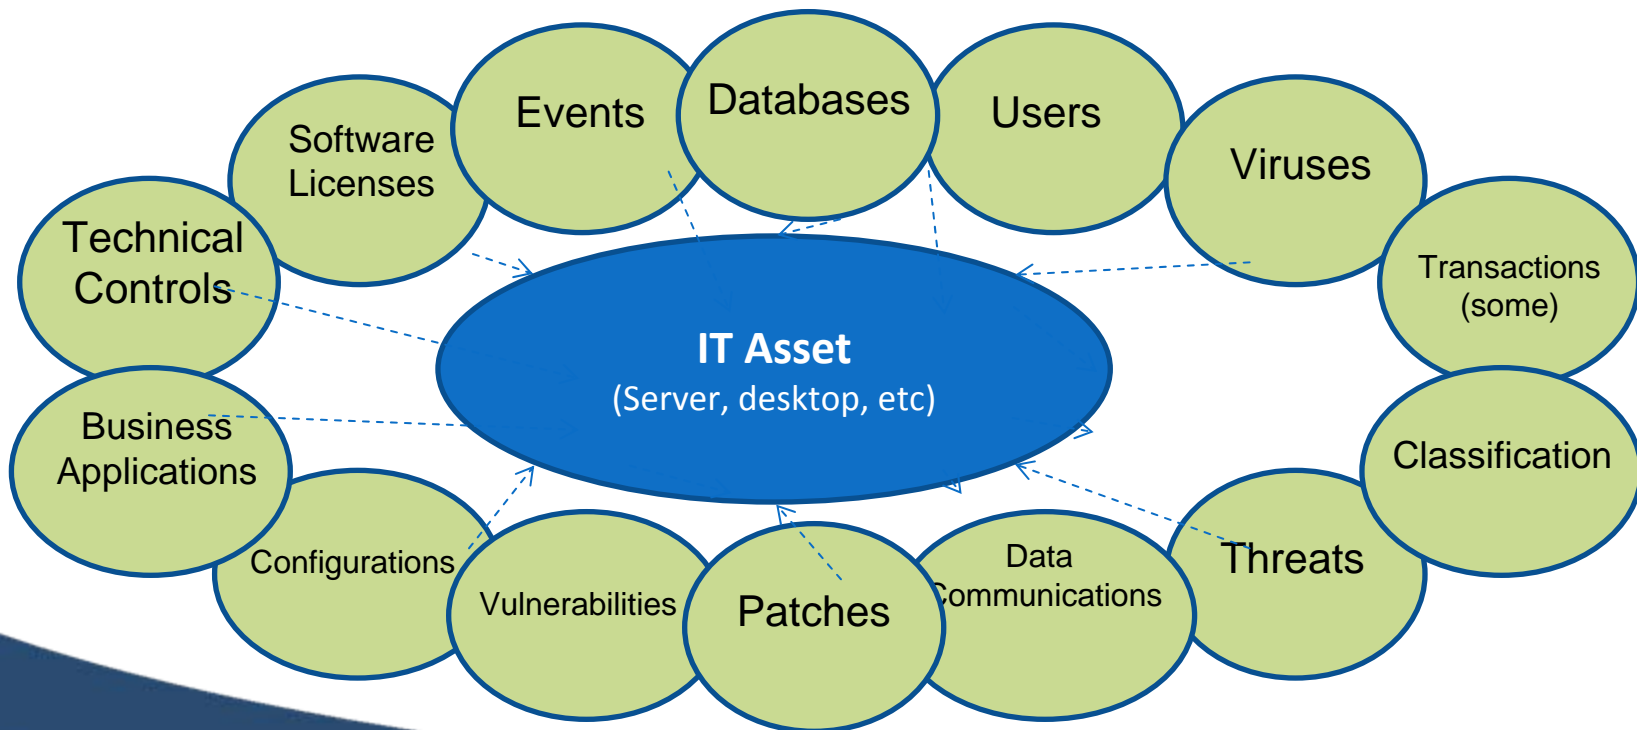 Events
Databases
Users
Software
Licenses
Viruses
Technical
Controls
Transactions
(some)
IT Asset
(Server, desktop, etc)
Business
Applications
Classification
Configurations
Vulnerabilities
Patches
Data
Communications
Threats